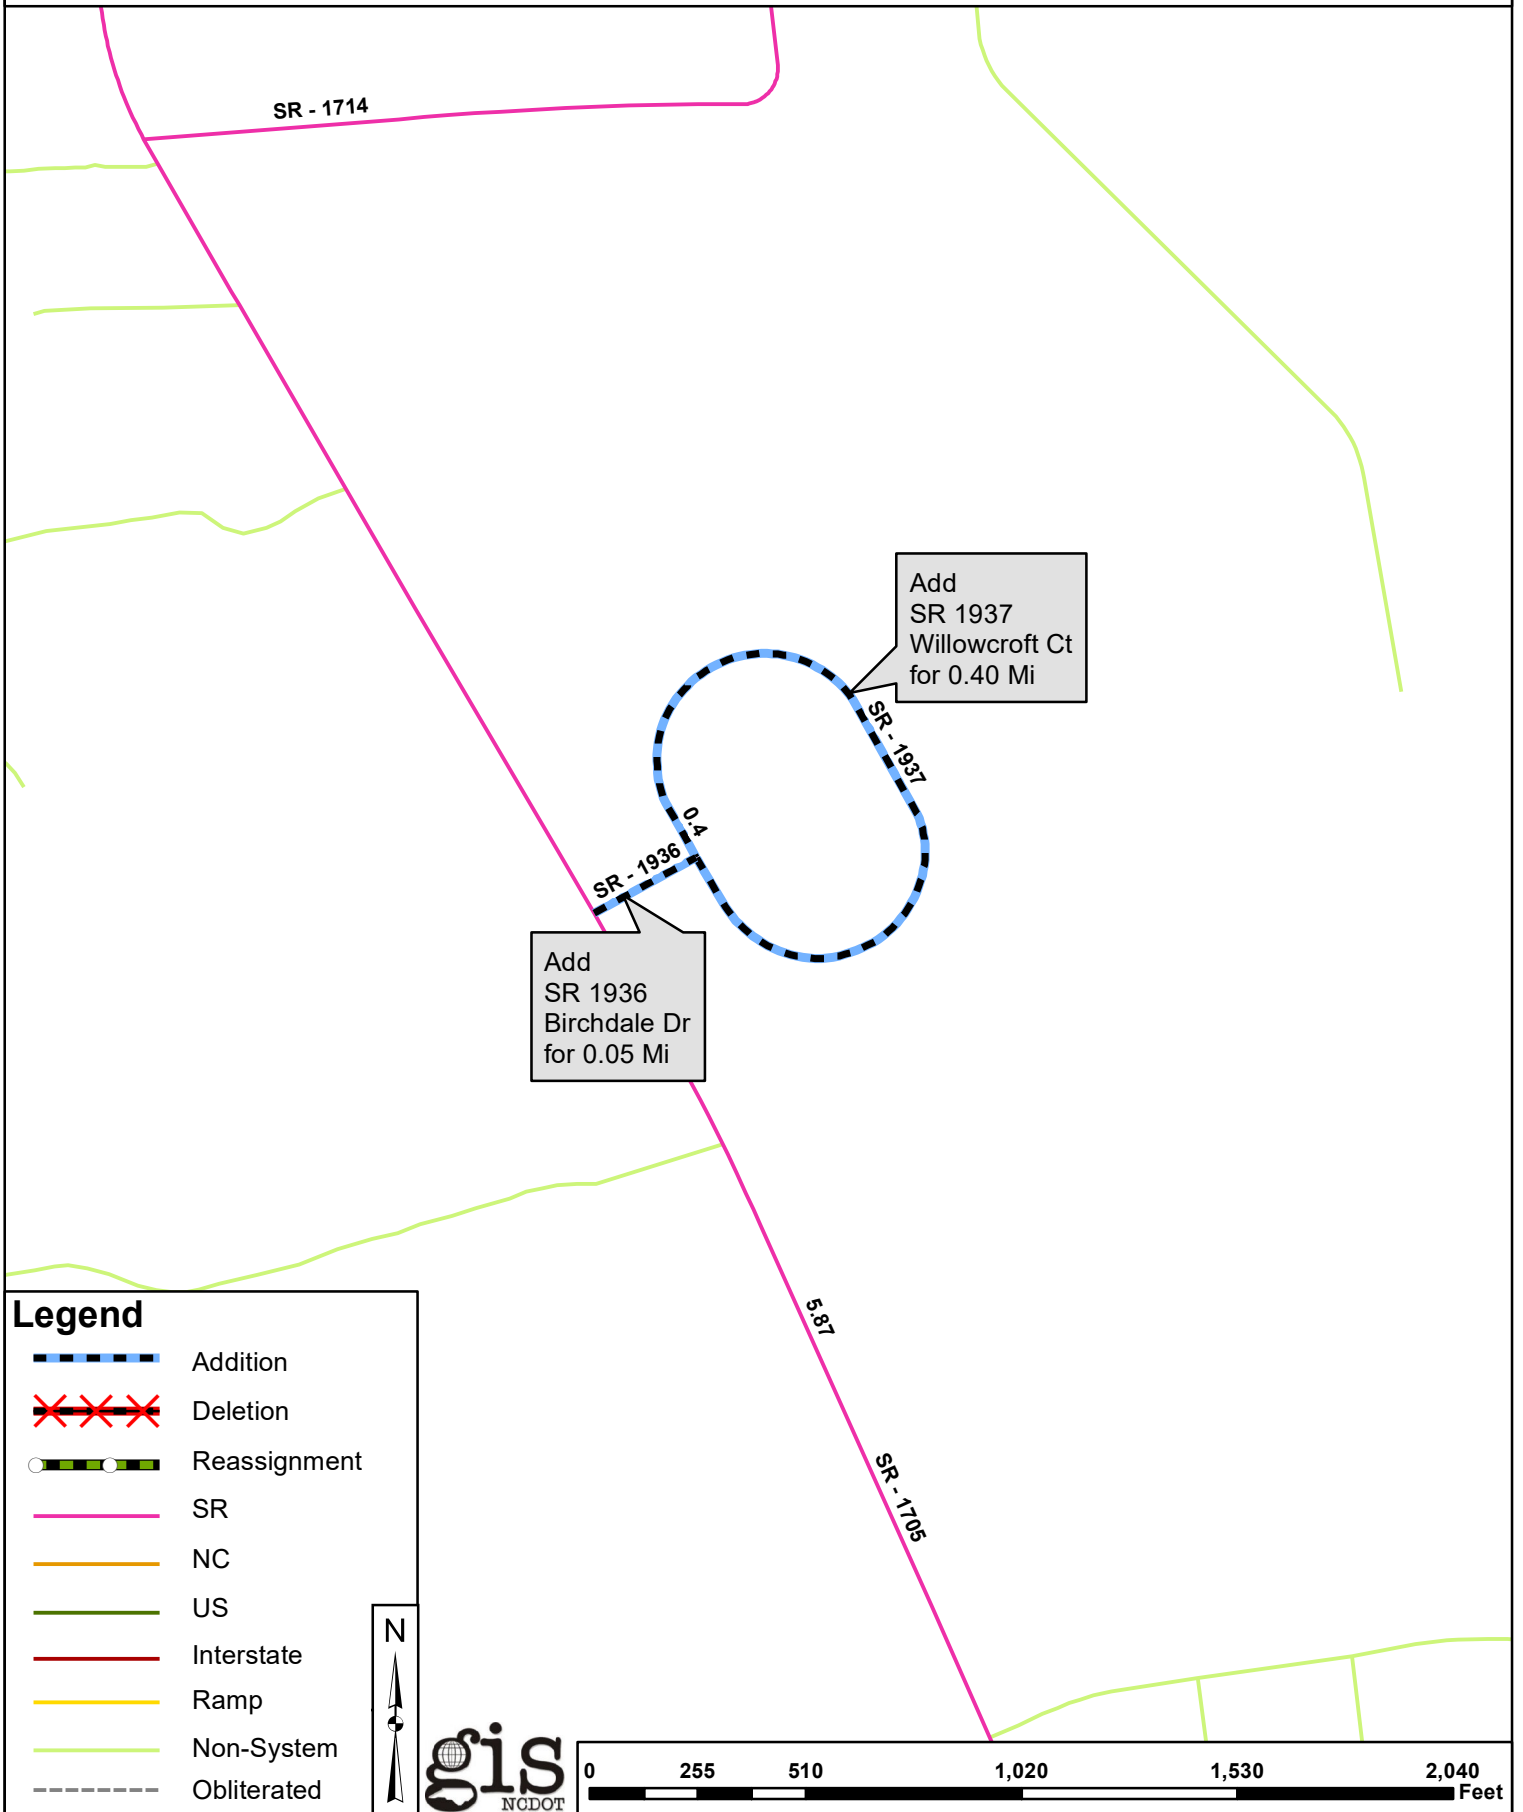 SR - 1714
Add
SR 1937
Willowcroft Ct
for 0.40 Mi
SR - 1937
0.4
SR - 1936
Add
SR 1936
Birchdale Dr
for 0.05 Mi
5.87
SR - 1705
Legend
Addition
Deletion
Reassignment
SR
NC
US
Interstate
Ramp
Non-System
Obliterated
N
gis
NCDOT
0 255 510 1,020 1,530 2,040
Feet